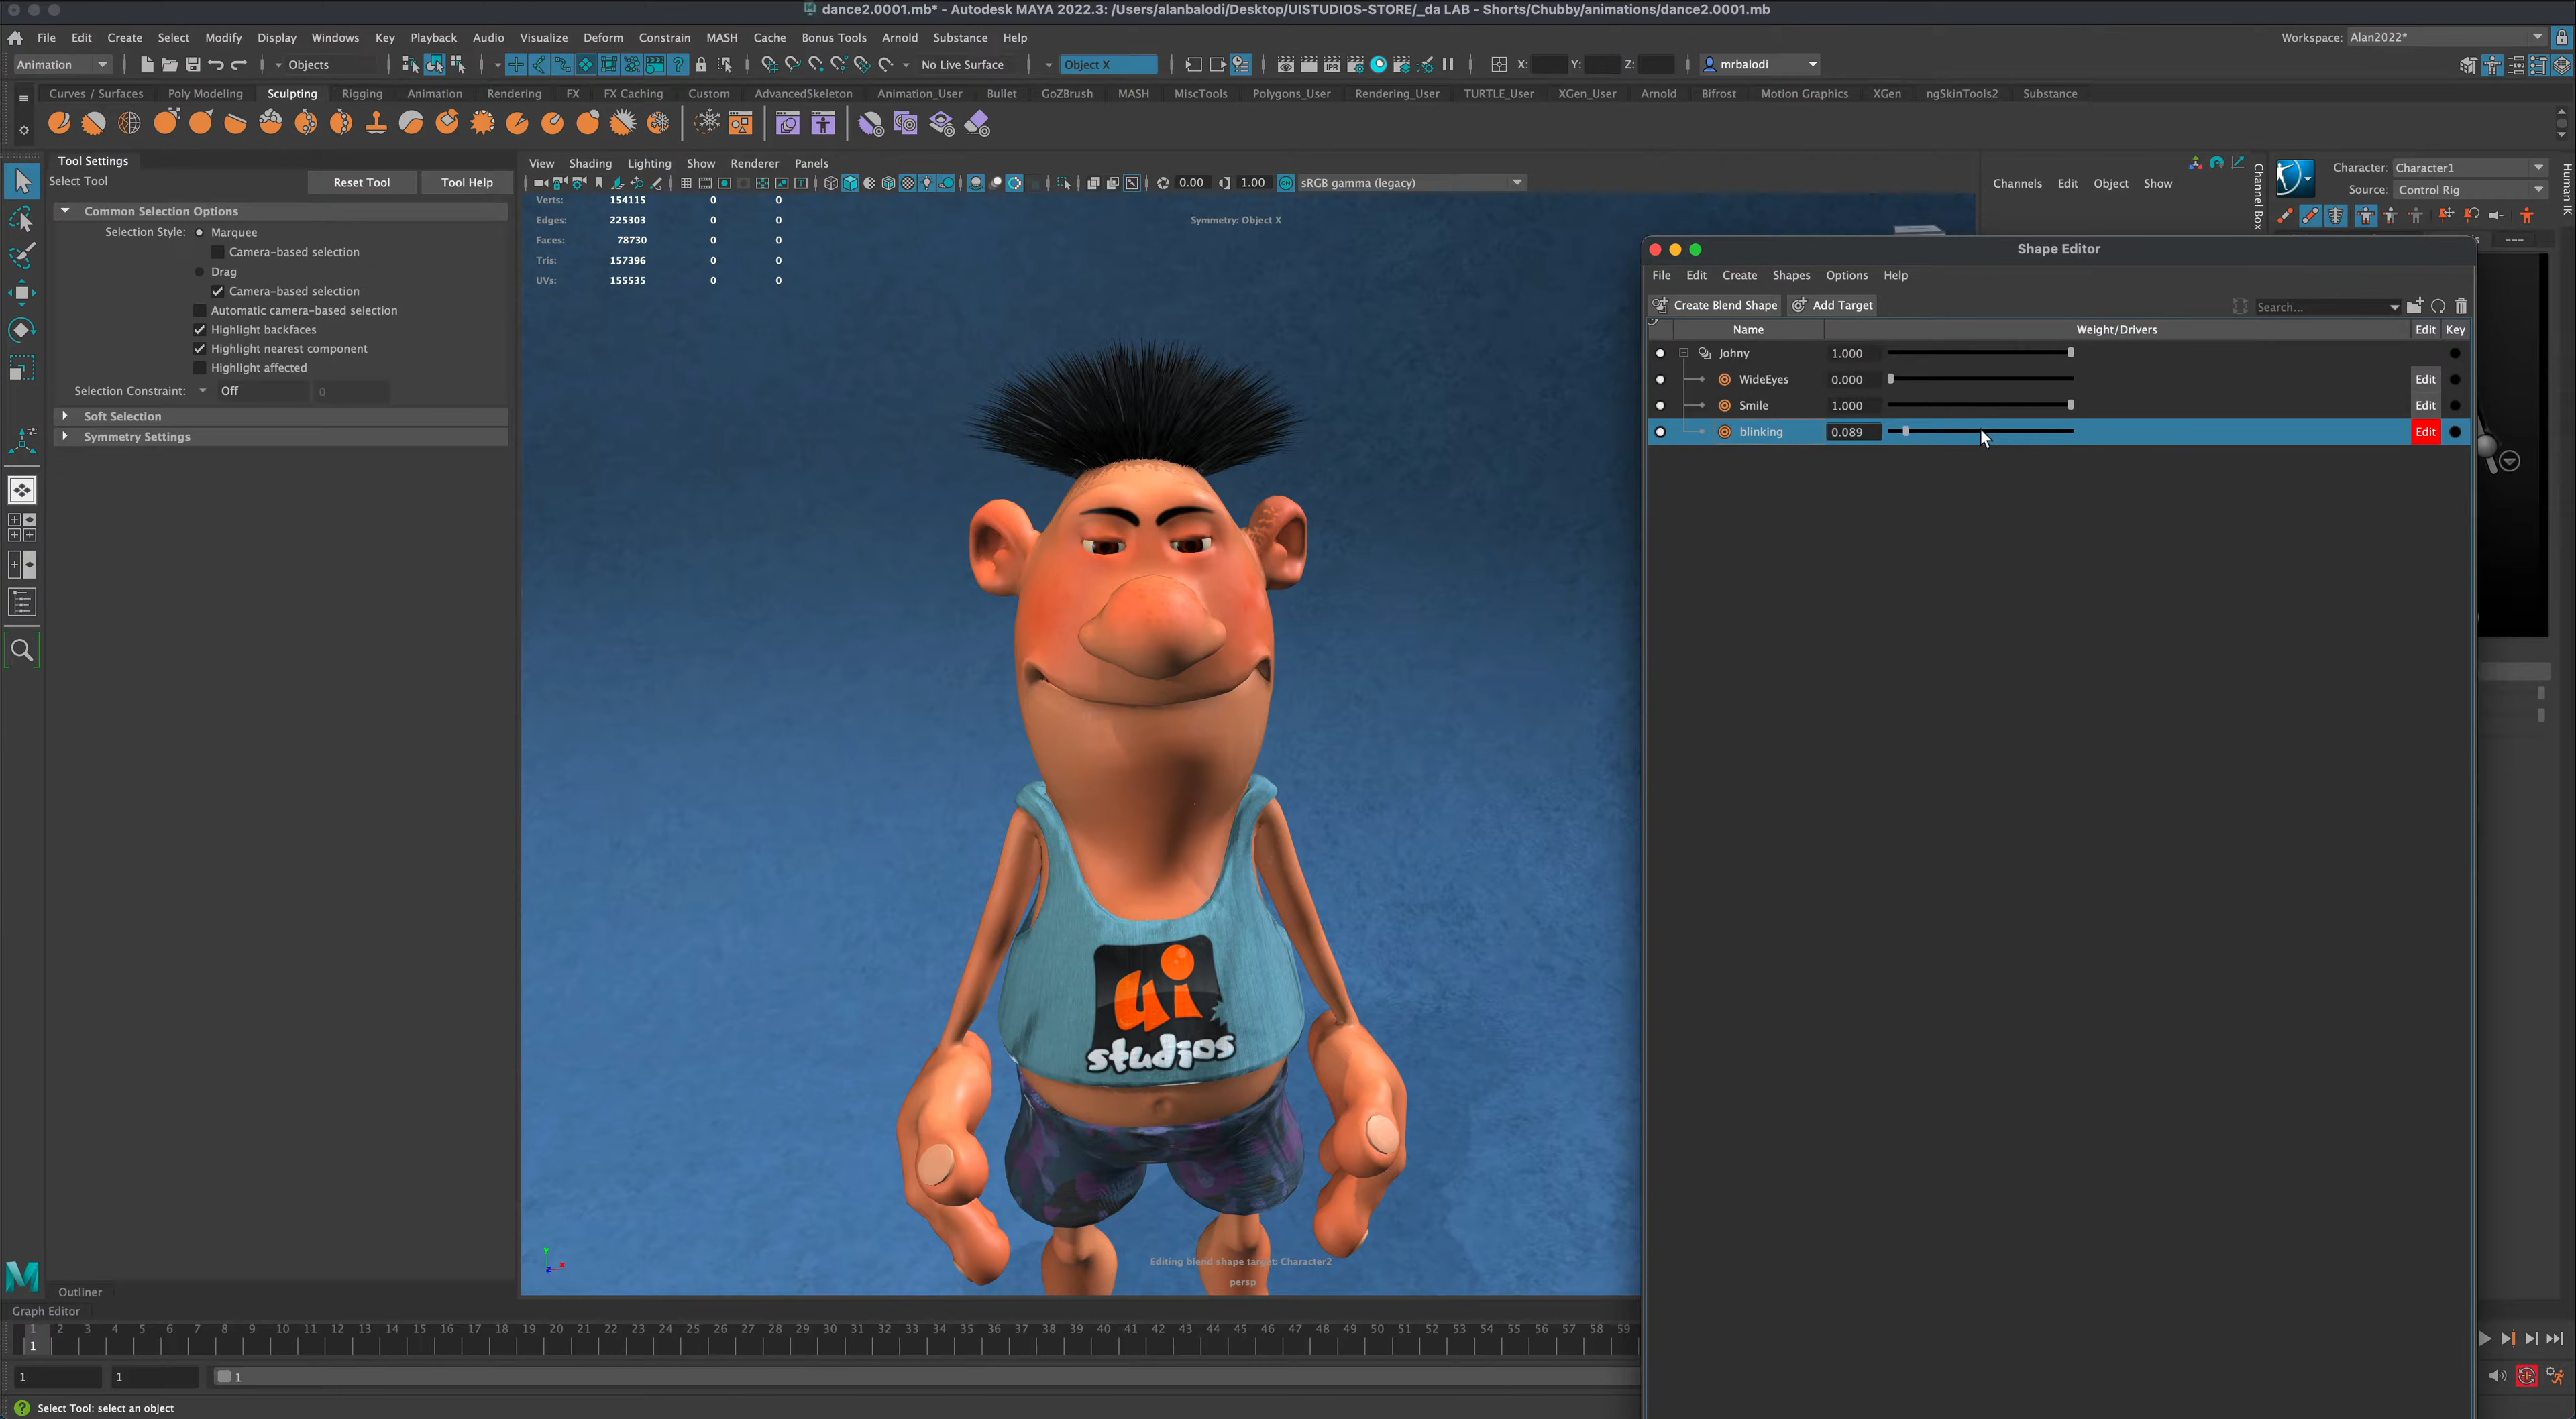 dance2.0001.mb* - Autodesk MAYA 2022.3: /Users/alanbalodi/Desktop/UISTUDIOS-STORE/_da LAB - Shorts/Chubby/animations/dance2.0001.mb
File Edit Create Select Modify Display Windows Key Playback Audio Visualize Deform Constrain MASH Cache Bonus Tools Arnold Substance Help
Workspace: Alan2022*
Animation Objects No Live Surface Object X IPR X: Y: Z: mrbalodi
Curves / Surfaces Poly Modeling Sculpting Rigging Animation Rendering FX FX Caching Custom AdvancedSkeleton Animation_User Bullet GoZBrush MASH MiscTools Polygons_User Rendering_User TURTLE_User XGen_User Arnold Bifrost Motion Graphics XGen ngSkinTools2 Substance
Tool Settings
Select Tool Reset Tool Tool Help
Common Selection Options
Selection Style: Marquee
Camera-based selection
Drag
Camera-based selection
Automatic camera-based selection
Highlight backfaces
Highlight nearest component
Highlight affected
Selection Constraint: Off 0
Soft Selection
Symmetry Settings
View Shading Lighting Show Renderer Panels
0.00 1.00 ON sRGB gamma (legacy)
Verts: 154115 0 0
Edges: 225303 0 0
Faces: 78730 0 0
Tris: 157396 0 0
UVs: 155535 0 0
Symmetry: Object X
Channels Edit Object Show
Channel Box
Character: Character1
Source: Control Rig
Human IK
Shape Editor
File Edit Create Shapes Options Help
Create Blend Shape Add Target Search...
Name Weight/Drivers Edit Key
Johny 1.000
WideEyes 0.000 Edit
Smile 1.000 Edit
blinking 0.089 Edit
ui
studios
Editing blend shape target: Character2
persp
y
z x
M
Outliner
Graph Editor
1 2 3 4 5 6 7 8 9 10 11 12 13 14 15 16 17 18 19 20 21 22 23 24 25 26 27 28 29 30 31 32 33 34 35 36 37 38 39 40 41 42 43 44 45 46 47 48 49 50 51 52 53 54 55 56 57 58 59
1
1 1 1
Select Tool: select an object